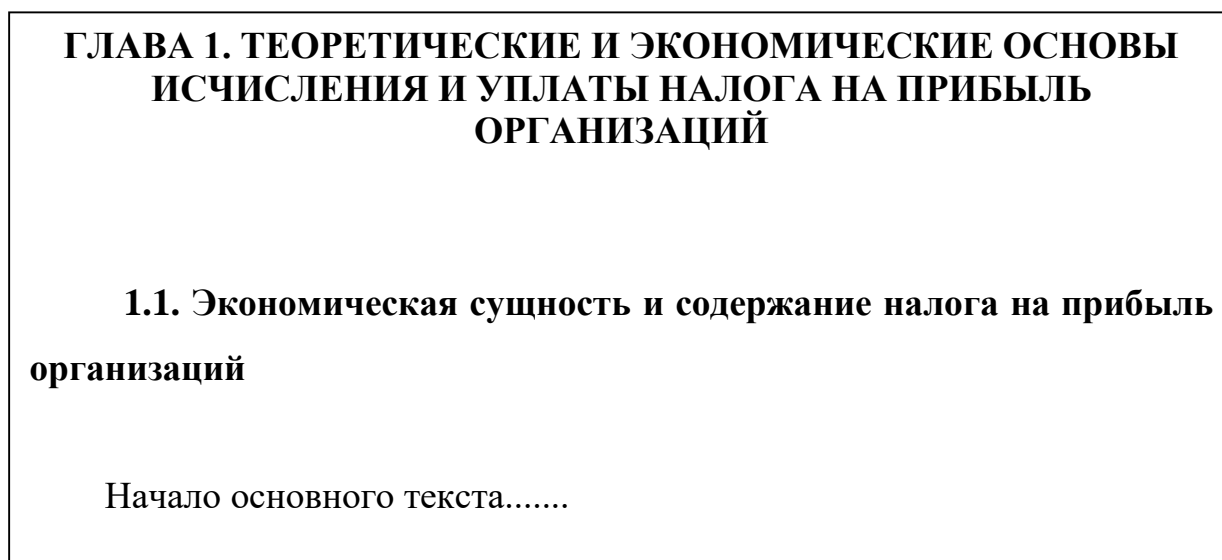 ГЛАВА 1. ТЕОРЕТИЧЕСКИЕ И ЭКОНОМИЧЕСКИЕ ОСНОВЫ
ИСЧИСЛЕНИЯ И УПЛАТЫ НАЛОГА НА ПРИБЫЛЬ
ОРГАНИЗАЦИЙ
1.1. Экономическая сущность и содержание налога на прибыль
организаций
Начало основного текста.......